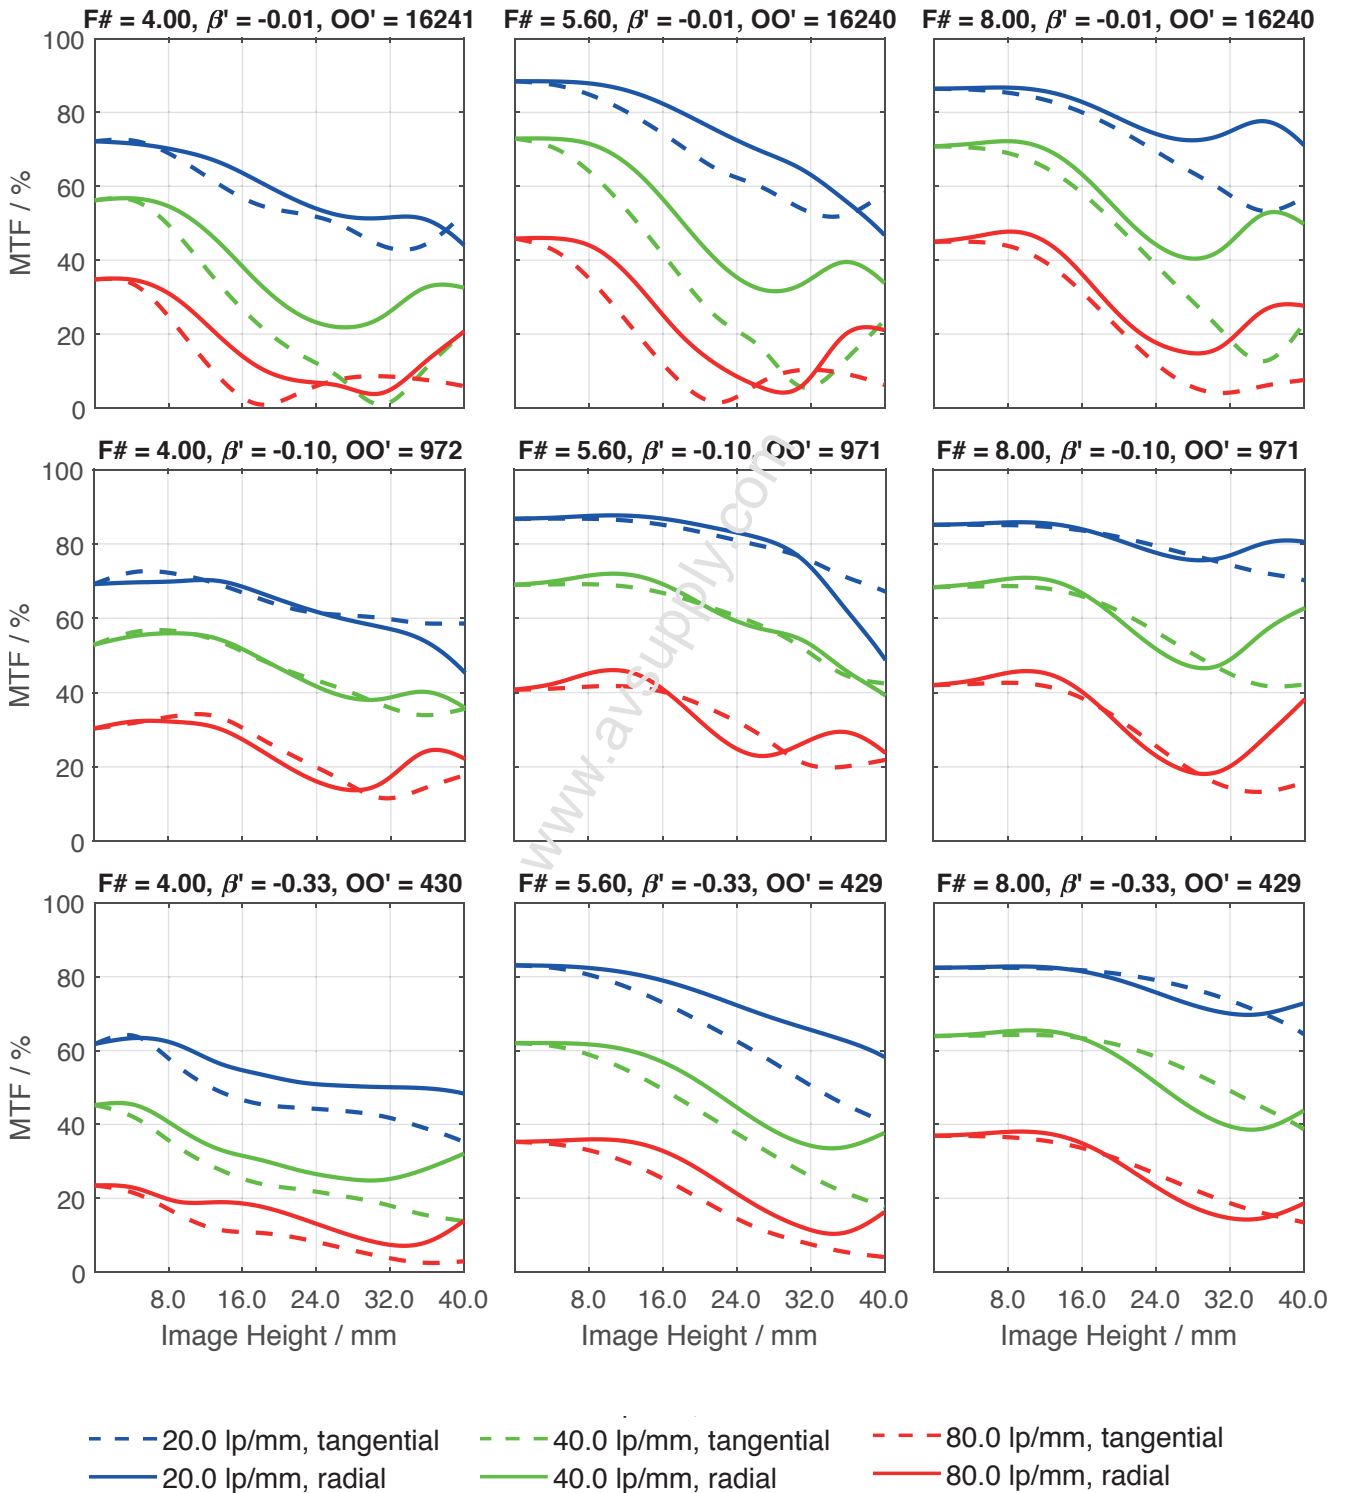 F# = 4.00, β' = -0.01, OO' = 16241
F# = 5.60, β' = -0.01, OO' = 16240
F# = 8.00, β' = -0.01, OO' = 16240
100
80
60
40
20
0
MTF / %
F# = 4.00, β' = -0.10, OO' = 972
F# = 5.60, β' = -0.10, OO' = 971
F# = 8.00, β' = -0.10, OO' = 971
100
80
60
40
20
0
MTF / %
www.avsupply.com
F# = 4.00, β' = -0.33, OO' = 430
F# = 5.60, β' = -0.33, OO' = 429
F# = 8.00, β' = -0.33, OO' = 429
100
80
60
40
20
0
MTF / %
8.0 16.0 24.0 32.0 40.0
8.0 16.0 24.0 32.0 40.0
8.0 16.0 24.0 32.0 40.0
Image Height / mm
Image Height / mm
Image Height / mm
20.0 lp/mm, tangential
40.0 lp/mm, tangential
80.0 lp/mm, tangential
20.0 lp/mm, radial
40.0 lp/mm, radial
80.0 lp/mm, radial